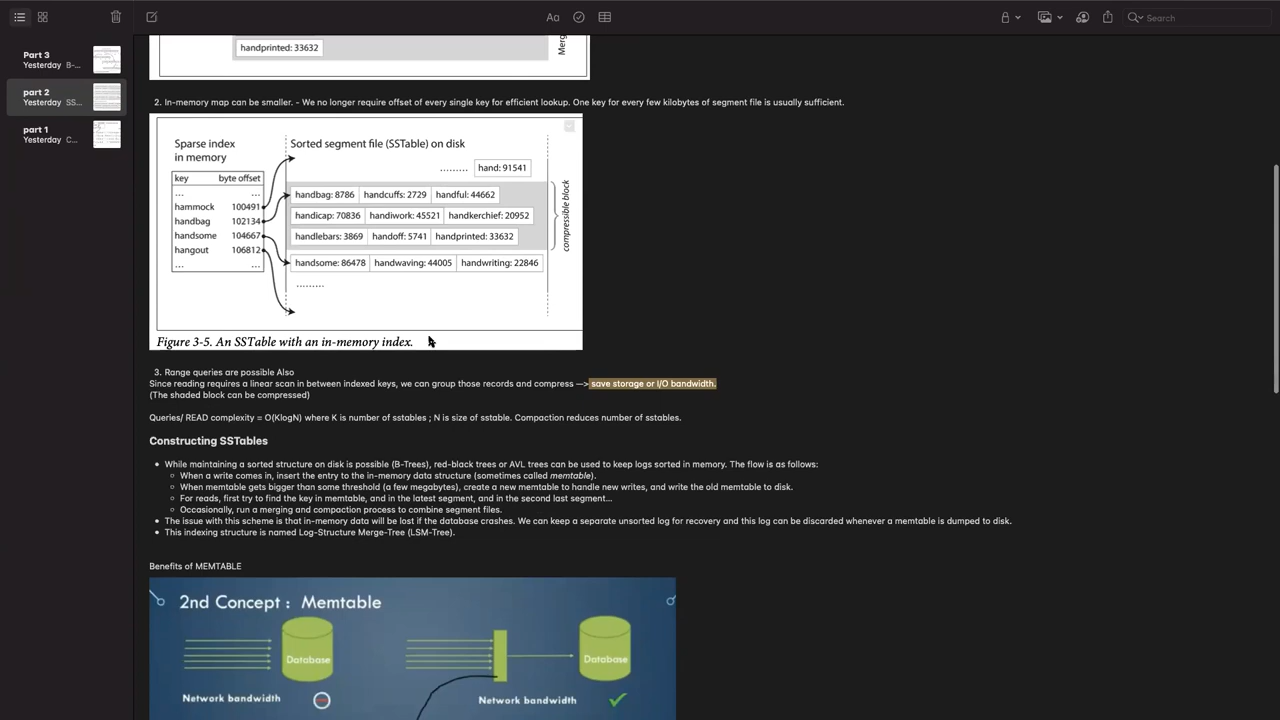 Aa
Search
Part 3
Yesterday B-...
part 2
Yesterday SS...
part 1
Yesterday C...
handprinted: 33632
Merg
2. In-memory map can be smaller. - We no longer require offset of every single key for efficient lookup. One key for every few kilobytes of segment file is usually sufficient.
Sparse index
in memory
key byte offset
... ...
hammock 100491
handbag 102134
handsome 104667
hangout 106812
... ...
Sorted segment file (SSTable) on disk
......... hand: 91541
handbag: 8786 handcuffs: 2729 handful: 44662
handicap: 70836 handiwork: 45521 handkerchief: 20952
handlebars: 3869 handoff: 5741 handprinted: 33632
handsome: 86478 handwaving: 44005 handwriting: 22846
.........
compressible block
Figure 3-5. An SSTable with an in-memory index.
3. Range queries are possible Also
Since reading requires a linear scan in between indexed keys, we can group those records and compress —> save storage or I/O bandwidth.
(The shaded block can be compressed)
Queries/ READ complexity = O(KlogN) where K is number of sstables ; N is size of sstable. Compaction reduces number of sstables.
Constructing SSTables
• While maintaining a sorted structure on disk is possible (B-Trees), red-black trees or AVL trees can be used to keep logs sorted in memory. The flow is as follows:
◦ When a write comes in, insert the entry to the in-memory data structure (sometimes called memtable).
◦ When memtable gets bigger than some threshold (a few megabytes), create a new memtable to handle new writes, and write the old memtable to disk.
◦ For reads, first try to find the key in memtable, and in the latest segment, and in the second last segment...
◦ Occasionally, run a merging and compaction process to combine segment files.
• The issue with this scheme is that in-memory data will be lost if the database crashes. We can keep a separate unsorted log for recovery and this log can be discarded whenever a memtable is dumped to disk.
• This indexing structure is named Log-Structure Merge-Tree (LSM-Tree).
Benefits of MEMTABLE
2nd Concept : Memtable
Database Database
Network bandwidth Network bandwidth